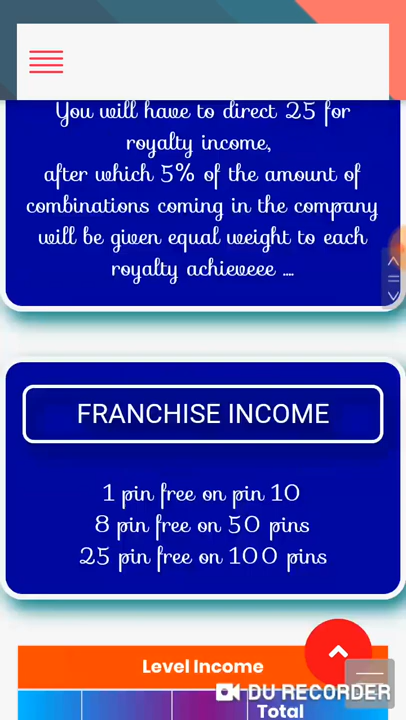 You will have to direct 25 for
royalty income,
after which 5% of the amount of
combinations coming in the company
will be given equal weight to each
royalty achieveee ....
FRANCHISE INCOME
1 pin free on pin 10
8 pin free on 50 pins
25 pin free on 100 pins
Level Income
Total
DU RECORDER